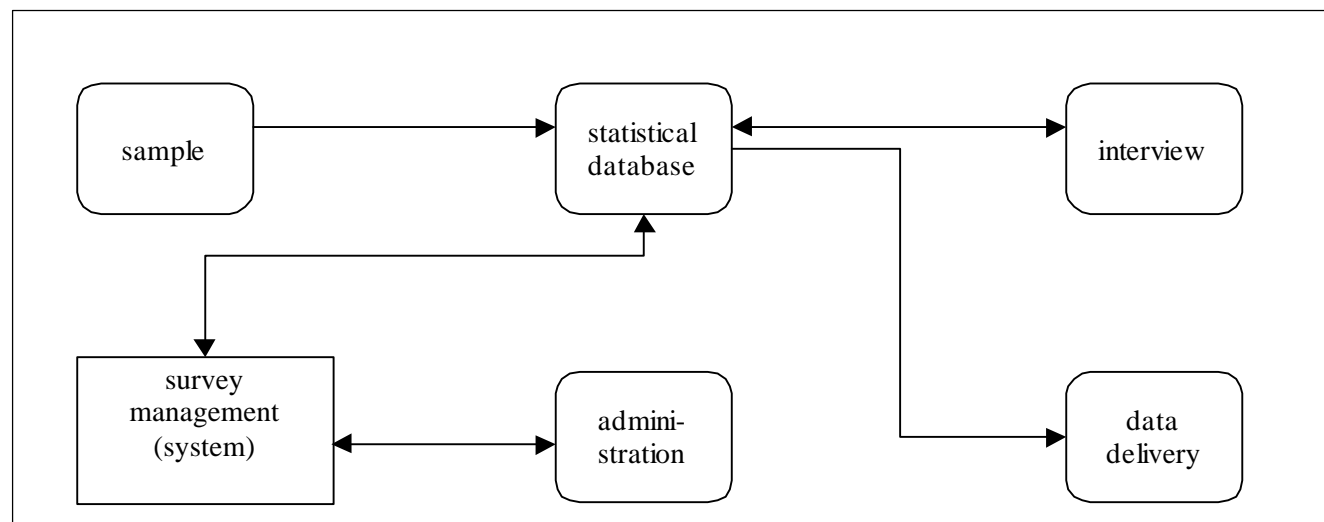 sample
statistical
database
interview
survey
management
(system)
admini-
stration
data
delivery